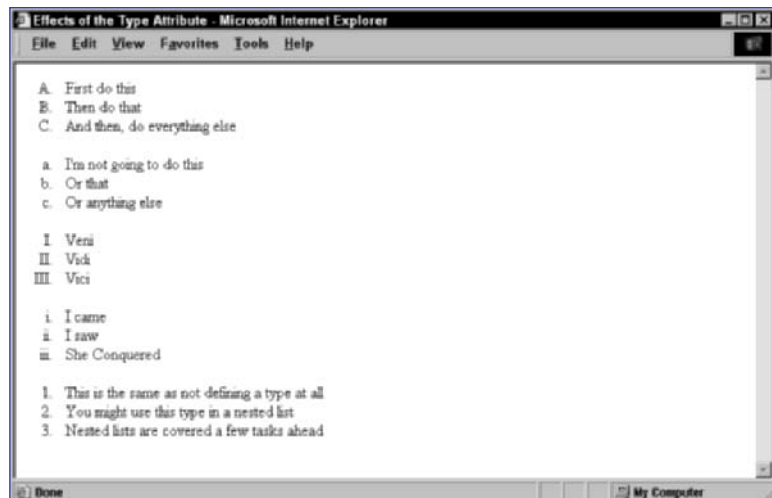 Effects of the Type Attribute - Microsoft Internet Explorer
File Edit View Favorites Tools Help
A. First do this
B. Then do that
C. And then, do everything else
a. I'm not going to do this
b. Or that
c. Or anything else
I. Veni
II. Vidi
III. Vici
i. I came
ii. I saw
iii. She Conquered
1. This is the same as not defining a type at all
2. You might use this type in a nested list
3. Nested lists are covered a few tasks ahead
Done My Computer